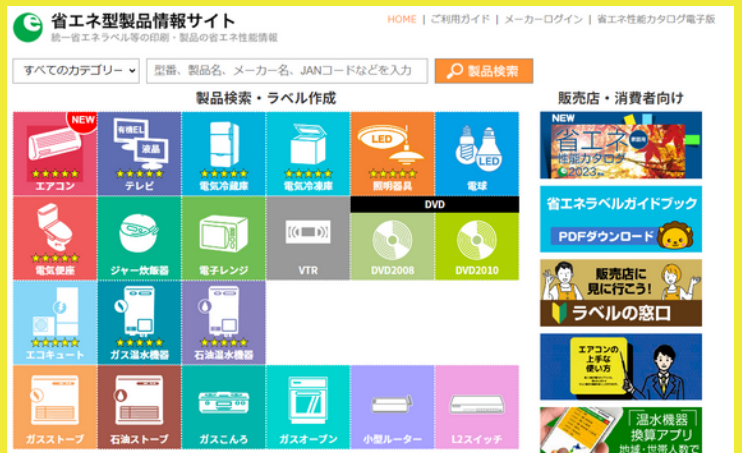 省エネ型製品情報サイト
統一省エネラベル等の印刷・製品の省エネ性能情報
HOME | ご利用ガイド | メーカーログイン | 省エネ性能カタログ電子版
すべてのカテゴリー
型番、製品名、メーカー名、JANコードなどを入力
製品検索
製品検索・ラベル作成
NEW
エアコン
有機EL
液晶
テレビ
電気冷蔵庫
電気冷凍庫
LED
照明器具
LED
電球
電気便座
ジャー炊飯器
電子レンジ
VTR
DVD
DVD2008
DVD2010
エコキュート
ガス温水機器
石油温水機器
ガスストーブ
石油ストーブ
ガスこんろ
ガスオーブン
小型ルーター
L2スイッチ
販売店・消費者向け
NEW
省エネ
性能カタログ
2023
省エネラベルガイドブック
PDFダウンロード
販売店に
見に行こう!
ラベルの窓口
エアコンの
上手な
使い方
温水機器
換算アプリ
地域・世帯人数で